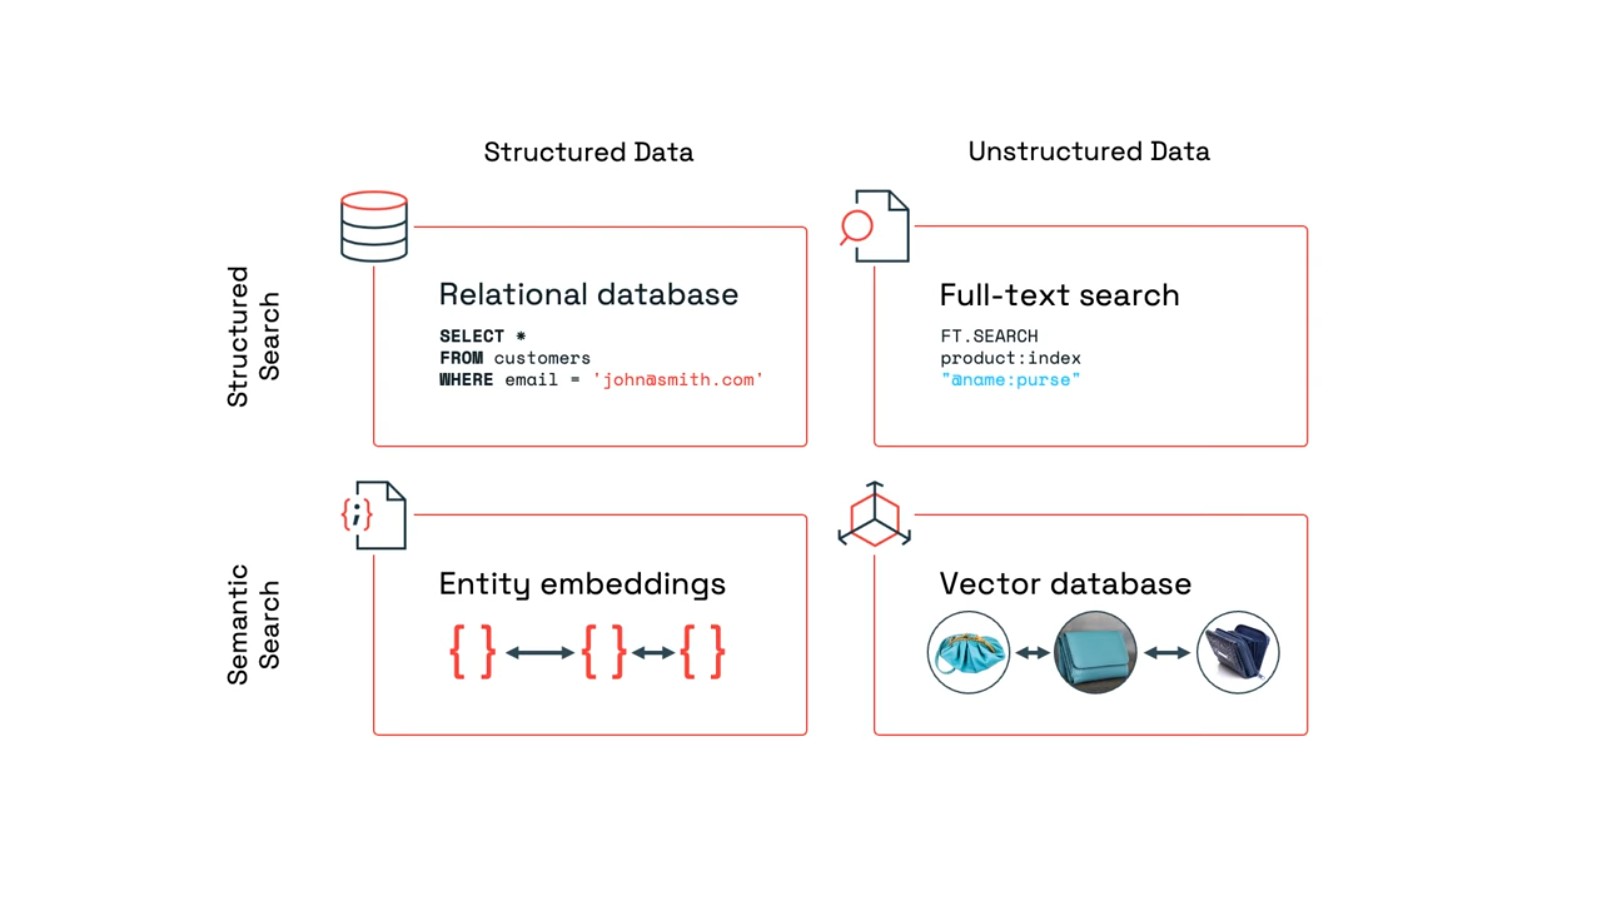 Structured Data
Unstructured Data
Structured
Search
Relational database
SELECT *
FROM customers
WHERE email = 'john@smith.com'
Full-text search
FT.SEARCH
product:index
"@name:purse"
Semantic
Search
{;}
Entity embeddings
{ } { } { }
Vector database